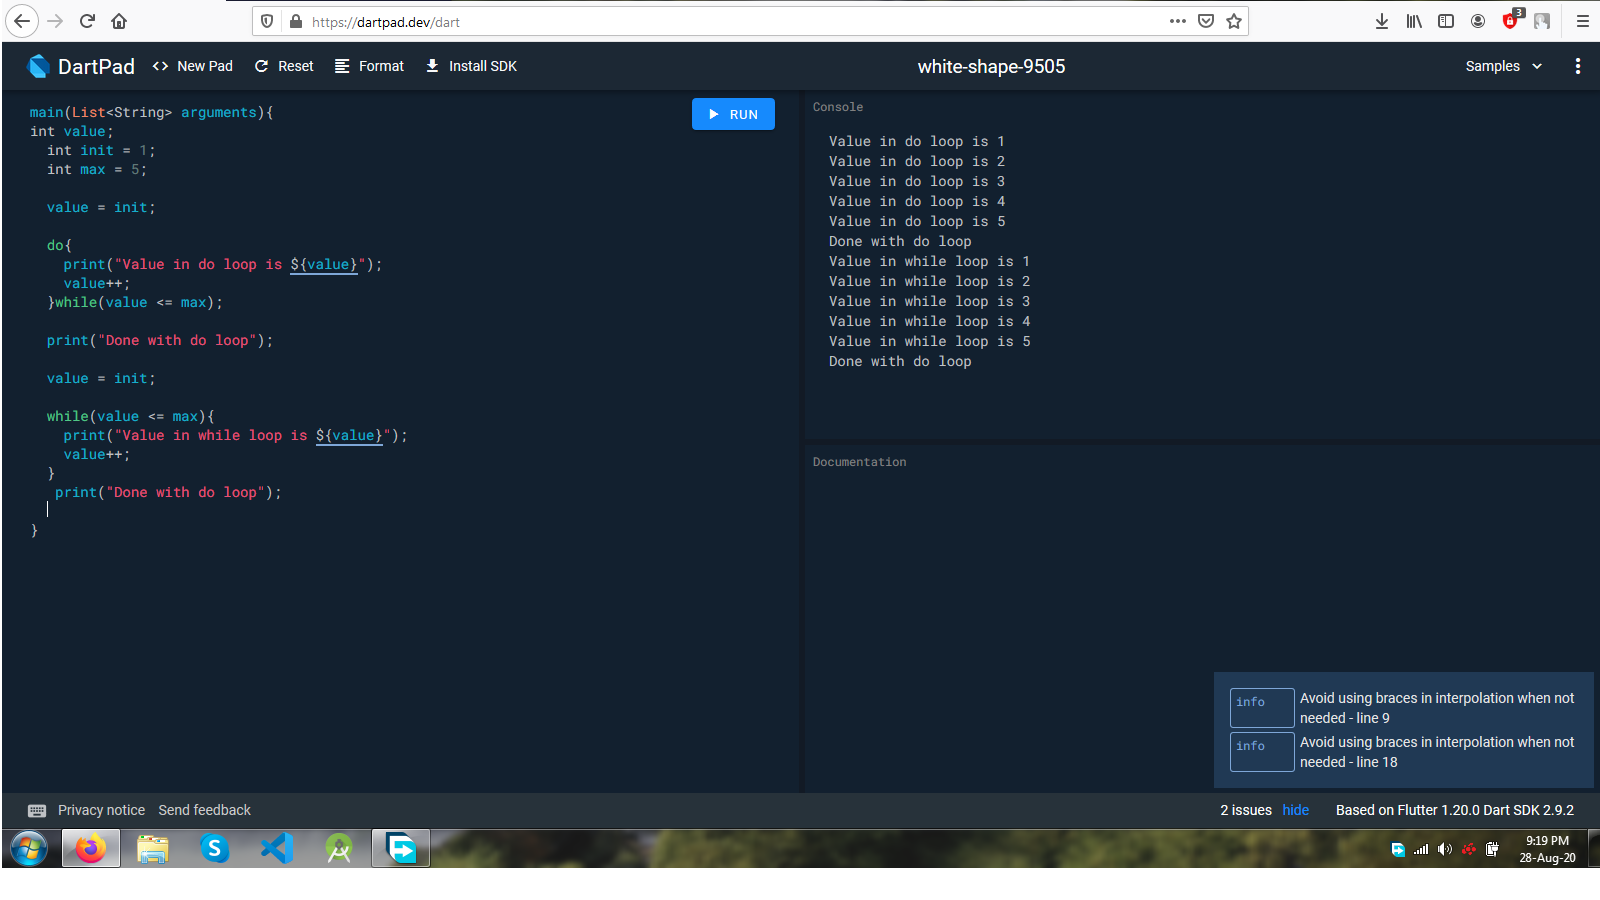 https://dartpad.dev/dart
3
DartPad <> New Pad Reset Format Install SDK white-shape-9505 Samples
main(List<String> arguments){
int value;
int init = 1;
int max = 5;
value = init;
do{
print("Value in do loop is ${value}");
value++;
}while(value <= max);
print("Done with do loop");
value = init;
while(value <= max){
print("Value in while loop is ${value}");
value++;
}
print("Done with do loop");
}
RUN
Console
Value in do loop is 1
Value in do loop is 2
Value in do loop is 3
Value in do loop is 4
Value in do loop is 5
Done with do loop
Value in while loop is 1
Value in while loop is 2
Value in while loop is 3
Value in while loop is 4
Value in while loop is 5
Done with do loop
Documentation
info Avoid using braces in interpolation when not
needed - line 9
info Avoid using braces in interpolation when not
needed - line 18
Privacy notice Send feedback 2 issues hide Based on Flutter 1.20.0 Dart SDK 2.9.2
S
9:19 PM
28-Aug-20